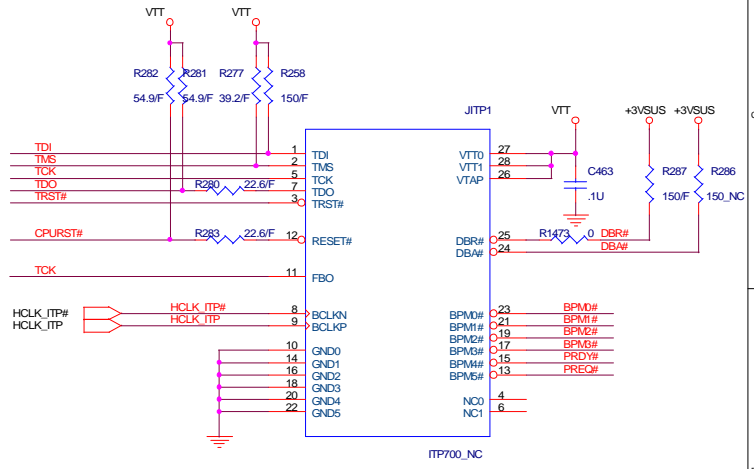 VTT VTT
R282 R281 R277 R258
54.9/F 54.9/F 39.2/F 150/F
JITP1 VTT +3VSUS +3VSUS
TDI 1 TDI VTT0 27
TMS 2 TMS VTT1 28
TCK 5 TCK VTAP 26
C463 .1U
R287 150/F
R286 150_NC
TDO R280 22.6/F 7 TDO
TRST# 3 TRST#
CPURST# R283 22.6/F 12 RESET# DBR# 25 R1473 0 DBR#
DBA# 24 DBA#
TCK 11 FBO
HCLK_ITP# HCLK_ITP# 8 BCLKN BPM0# 23 BPM0#
HCLK_ITP HCLK_ITP 9 BCLKP BPM1# 21 BPM1#
BPM2# 19 BPM2#
BPM3# 17 BPM3#
BPM4# 15 PRDY#
BPM5# 13 PREQ#
10 GND0
14 GND1
16 GND2
18 GND3
20 GND4 NC0 4
22 GND5 NC1 6
ITP700_NC